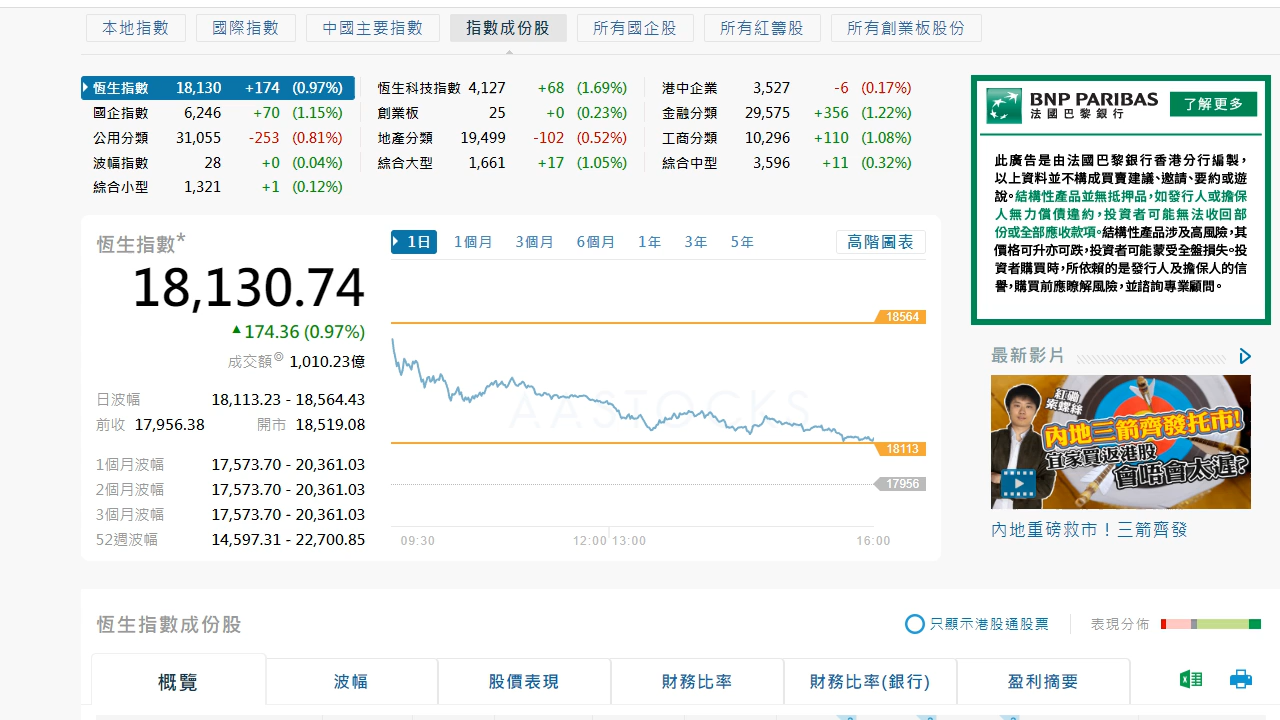 本地指數 國際指數 中國主要指數 指數成份股 所有國企股 所有紅籌股 所有創業板股份
恆生指數 18,130 +174 (0.97%) 恆生科技指數 4,127 +68 (1.69%) 港中企業 3,527 -6 (0.17%)
國企指數 6,246 +70 (1.15%) 創業板 25 +0 (0.23%) 金融分類 29,575 +356 (1.22%)
公用分類 31,055 -253 (0.81%) 地產分類 19,499 -102 (0.52%) 工商分類 10,296 +110 (1.08%)
波幅指數 28 +0 (0.04%) 綜合大型 1,661 +17 (1.05%) 綜合中型 3,596 +11 (0.32%)
綜合小型 1,321 +1 (0.12%)
BNP PARIBAS
法國巴黎銀行
了解更多
此廣告是由法國巴黎銀行香港分行編製，
以上資料並不構成買賣建議、邀請、要約或遊
說。結構性產品並無抵押品，如發行人或擔保
人無力償債違約，投資者可能無法收回部
份或全部應收款項。結構性產品涉及高風險，其
價格可升亦可跌，投資者可能蒙受全盤損失。投
資者購買時，所依賴的是發行人及擔保人的信
譽，購買前應瞭解風險，並諮詢專業顧問。
恆生指數*
18,130.74
174.36 (0.97%)
成交額 1,010.23億
日波幅 18,113.23 - 18,564.43
前收 17,956.38 開市 18,519.08
1個月波幅 17,573.70 - 20,361.03
2個月波幅 17,573.70 - 20,361.03
3個月波幅 17,573.70 - 20,361.03
52週波幅 14,597.31 - 22,700.85
1日 1個月 3個月 6個月 1年 3年 5年 高階圖表
18564
AASTOCKS
18113
17956
09:30 12:00 13:00 16:00
最新影片
紅磡
索螺絲
內地三箭齊發托市!
宜家買返港股
會唔會太遲?
內地重磅救市！三箭齊發
恆生指數成份股 只顯示港股通股票 表現分佈
概覽 波幅 股價表現 財務比率 財務比率(銀行) 盈利摘要